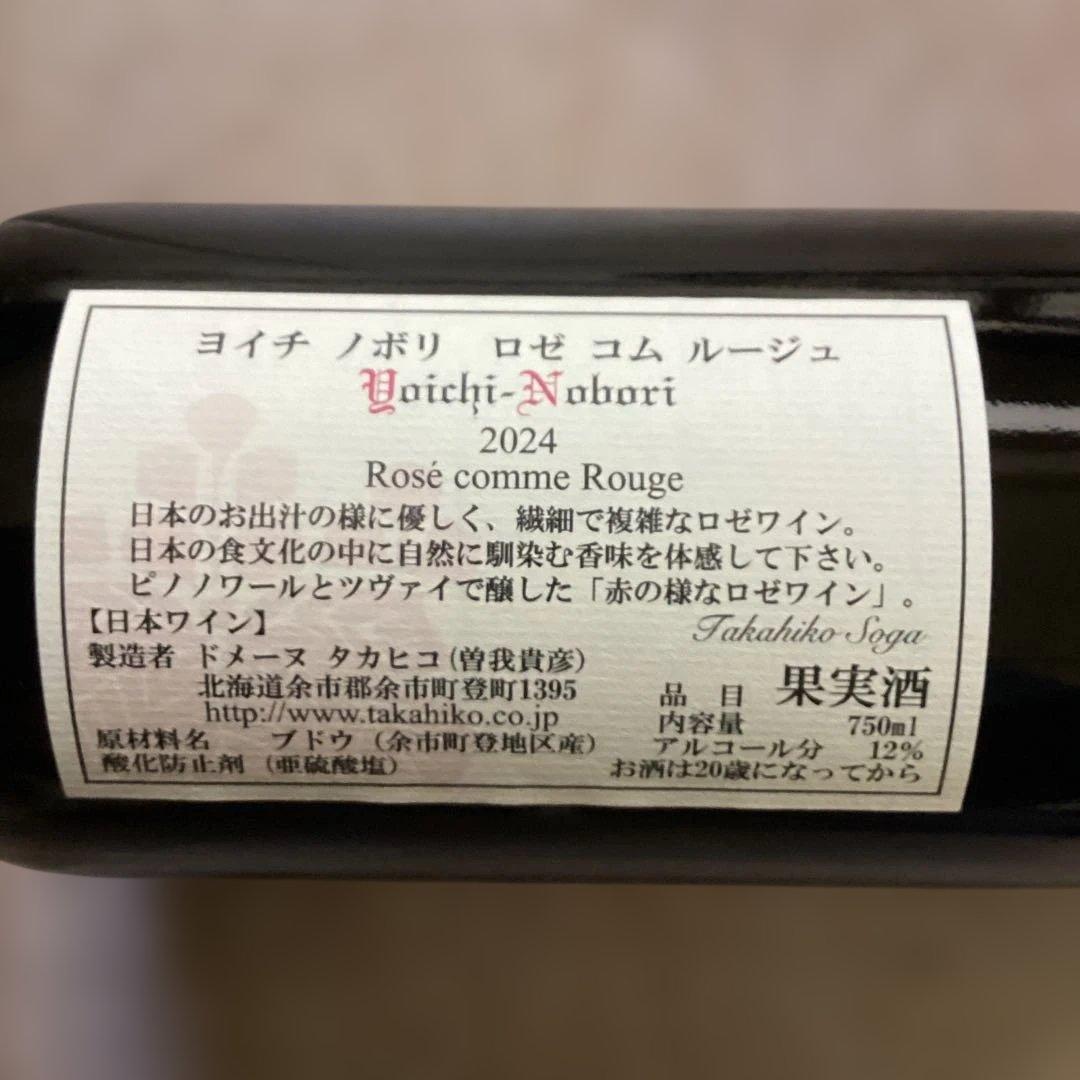 ヨイチ ノボリ ロゼ コム ルージュ
Yoichi-Nobori
2024
Rosé comme Rouge
日本のお出汁の様に優しく、繊細で複雑なロゼワイン。
日本の食文化の中に自然に馴染む香味を体感して下さい。
ピノノワールとツヴァイで醸した「赤の様なロゼワイン」。
【日本ワイン】
Takahiko Soga
製造者 ドメーヌ タカヒコ(曽我貴彦)
北海道余市郡余市町登町1395
http://www.takahiko.co.jp
原材料名 ブドウ(余市町登地区産)
酸化防止剤(亜硫酸塩)
品目 果実酒
内容量 750ml
アルコール分 12%
お酒は20歳になってから